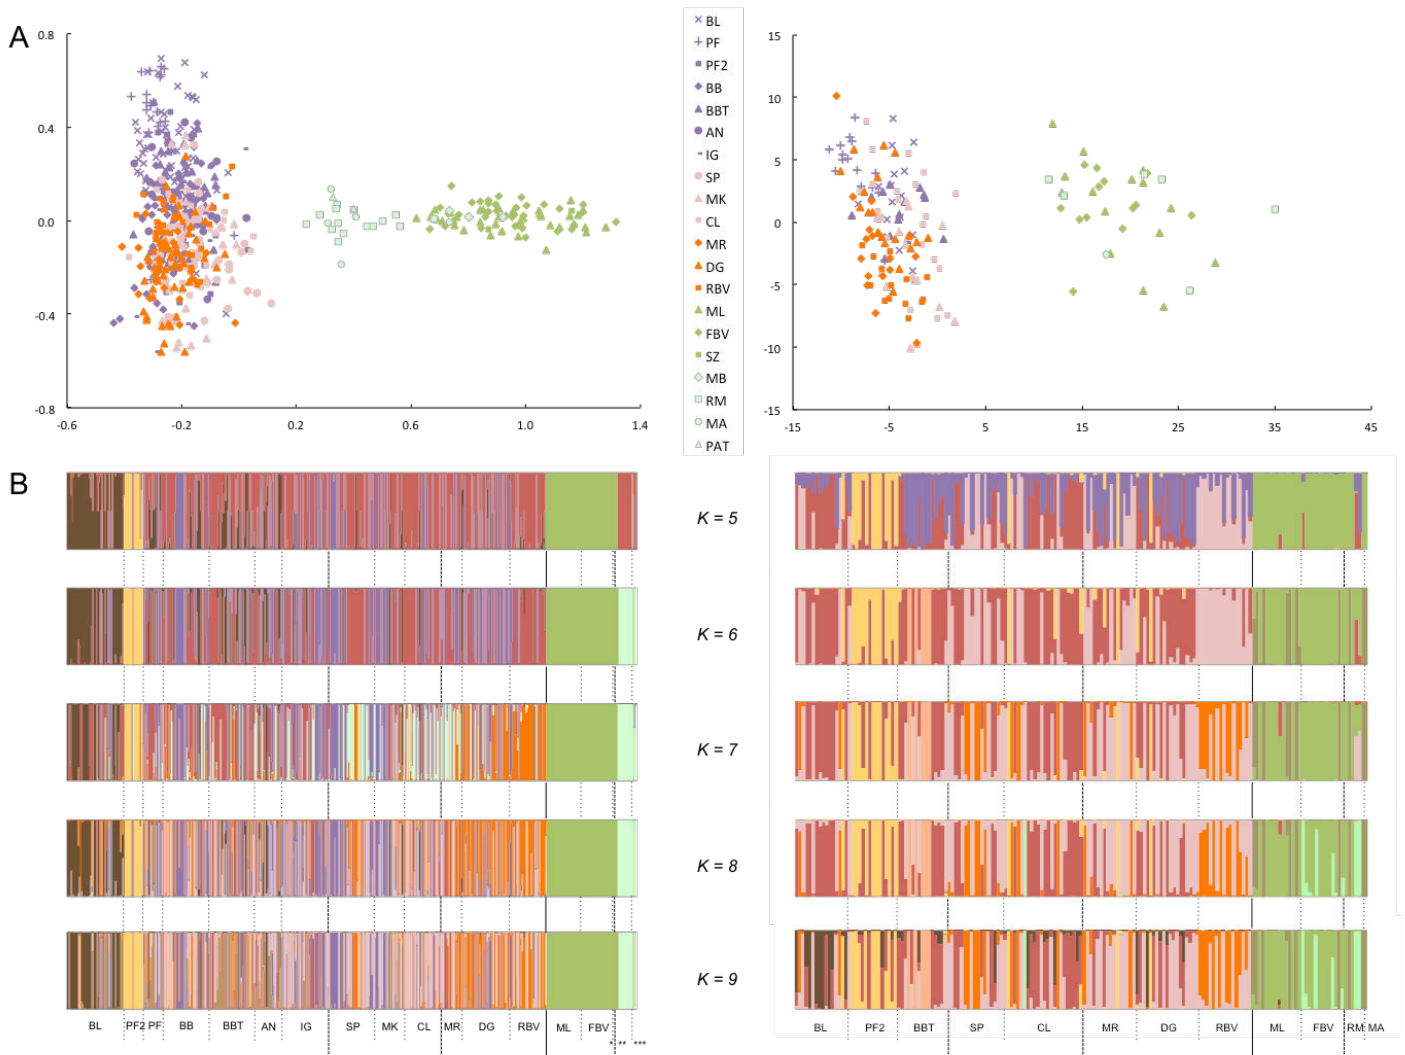 A
0.8
0.4
0.0
-0.4
-0.8
-0.6
-0.2
0.2
0.6
1.0
1.4
BL
PF
PF2
BB
BBT
AN
IG
SP
MK
CL
MR
DG
RBV
ML
FBV
SZ
MB
RM
MA
PAT
15
10
5
0
-5
-10
-15
-15
-5
5
15
25
35
45
B
K = 5
K = 6
K = 7
K = 8
K = 9
BL PF2 PF BB BBT AN IG SP MK CL MR DG RBV ML FBV
* ** ***
BL PF2 BBT SP CL MR DG RBV ML FBV RM MA